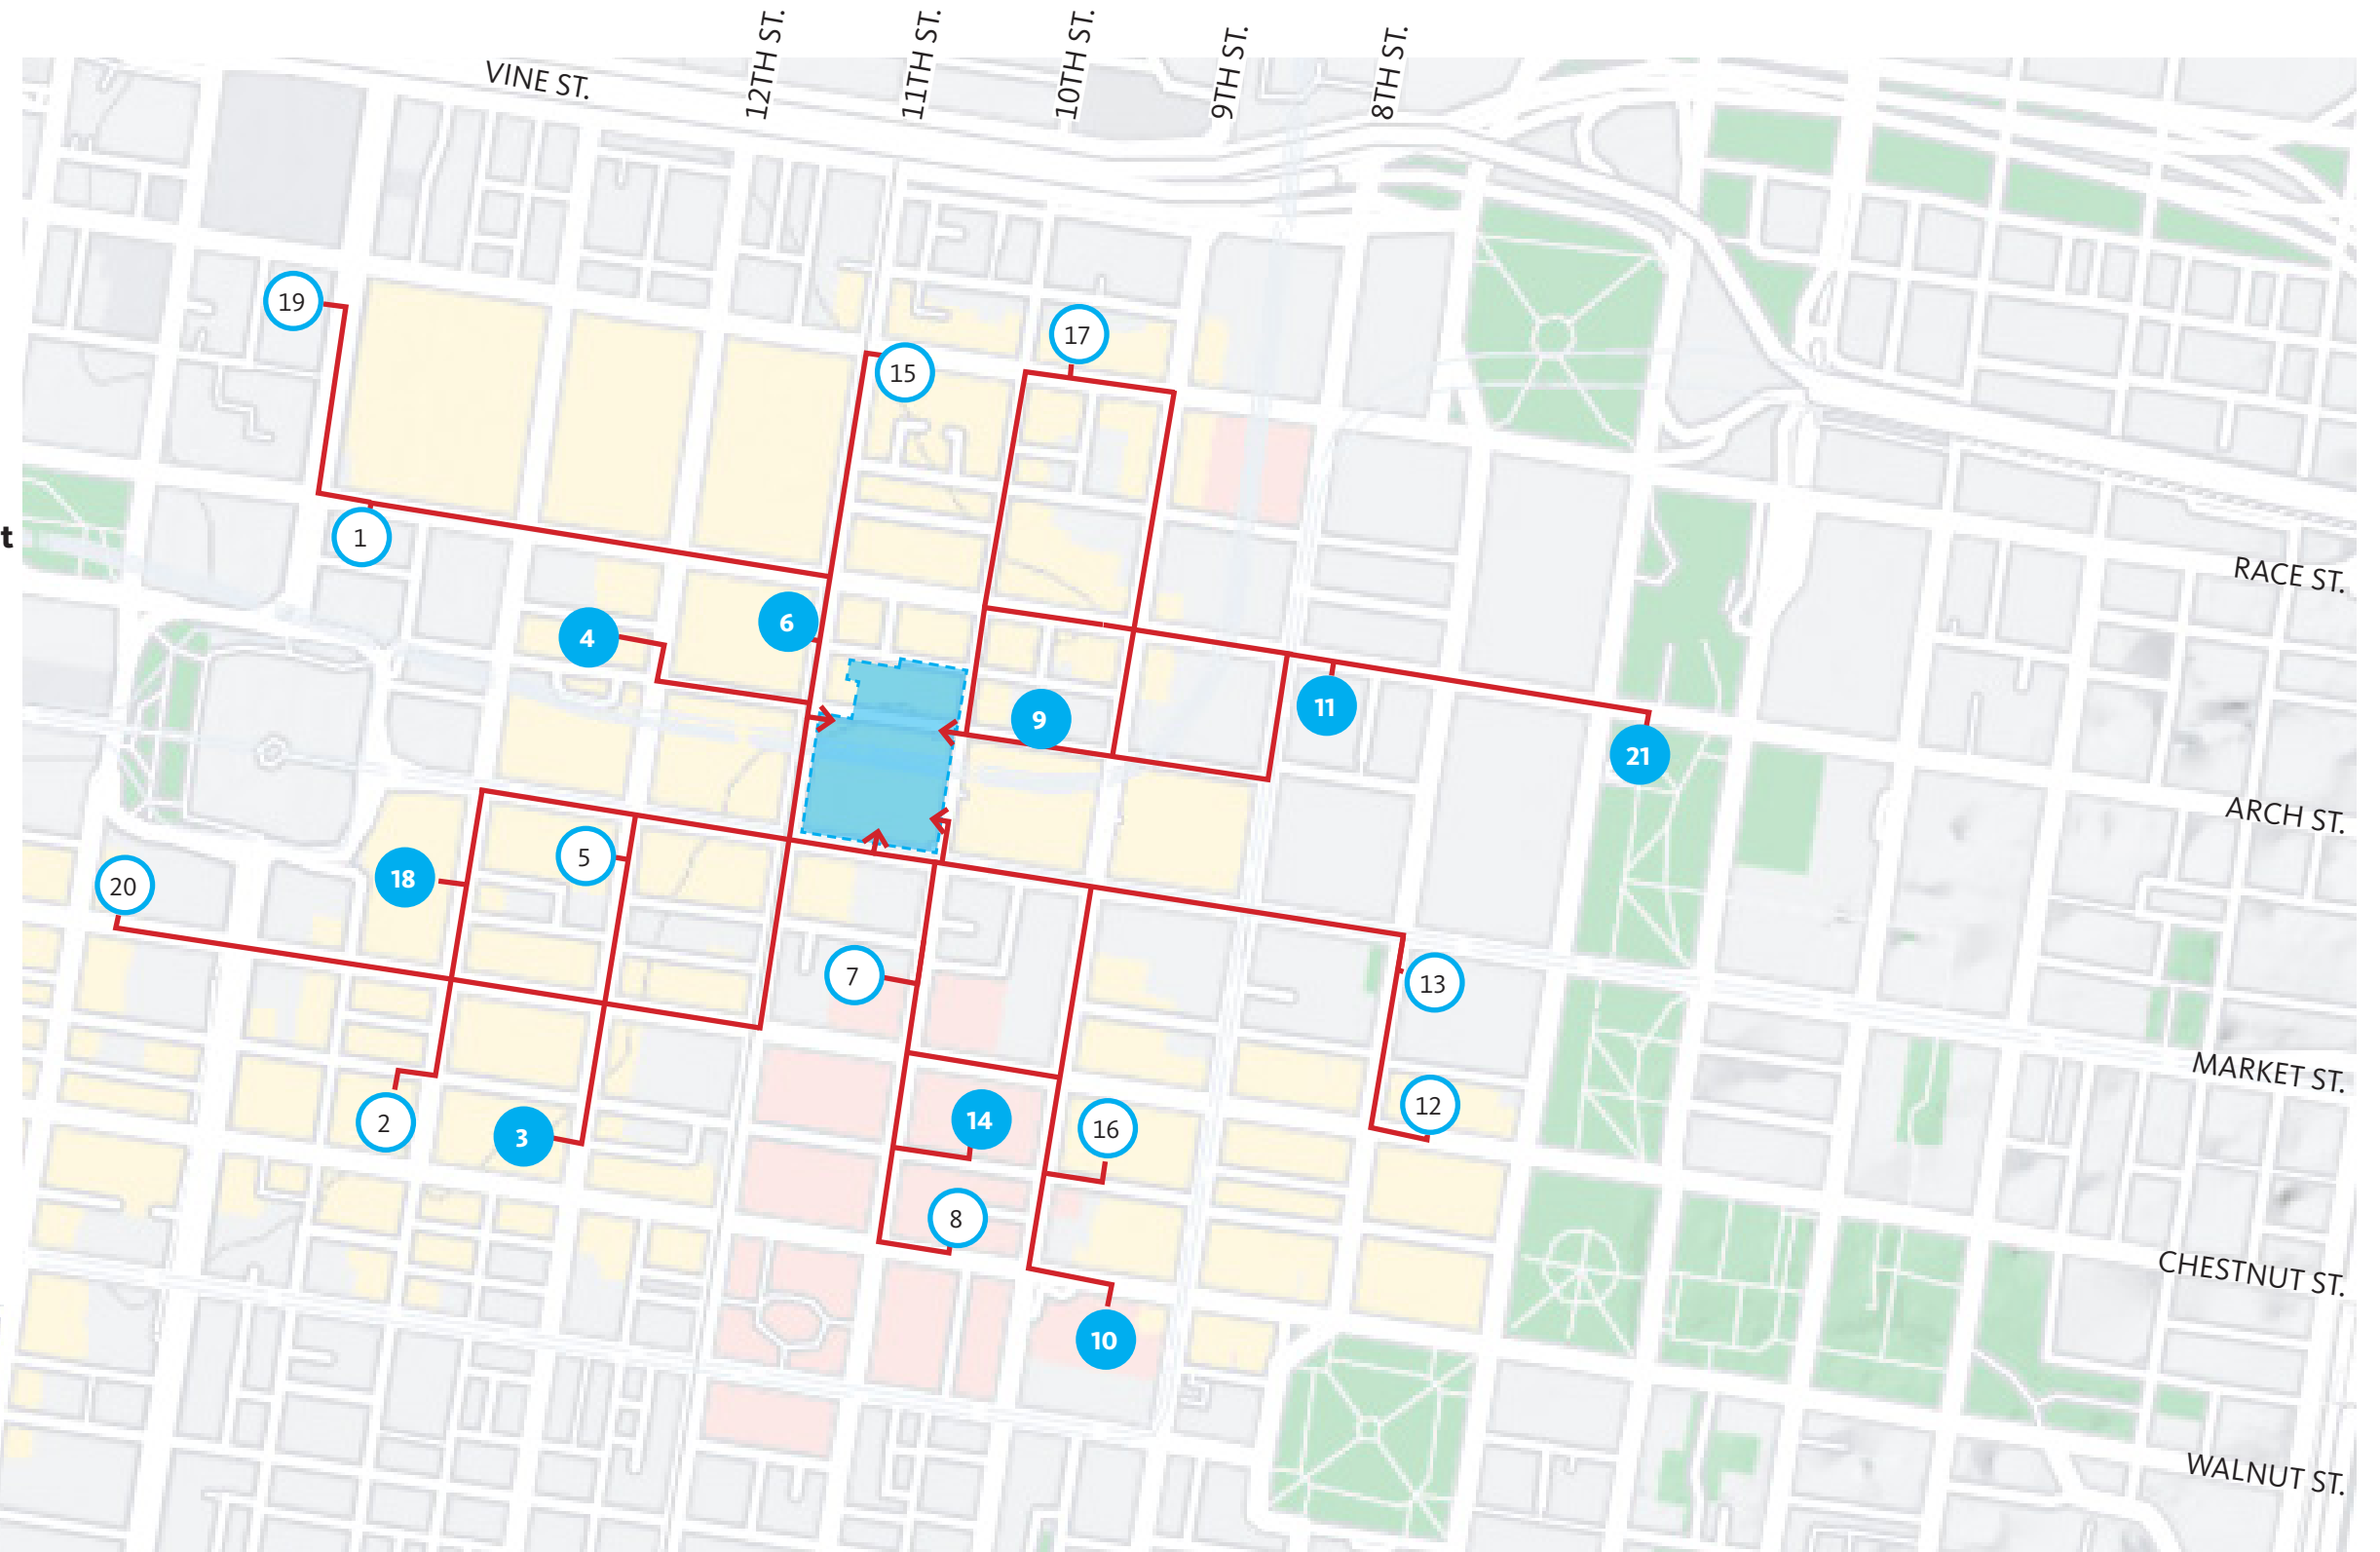 12TH ST.
11TH ST.
10TH ST.
9TH ST.
8TH ST.
VINE ST.
19
17
15
1
t
RACE ST.
6
4
11
9
21
ARCH ST.
5
18
20
7
13
MARKET ST.
12
2
14
16
3
8
CHESTNUT ST.
10
WALNUT ST.